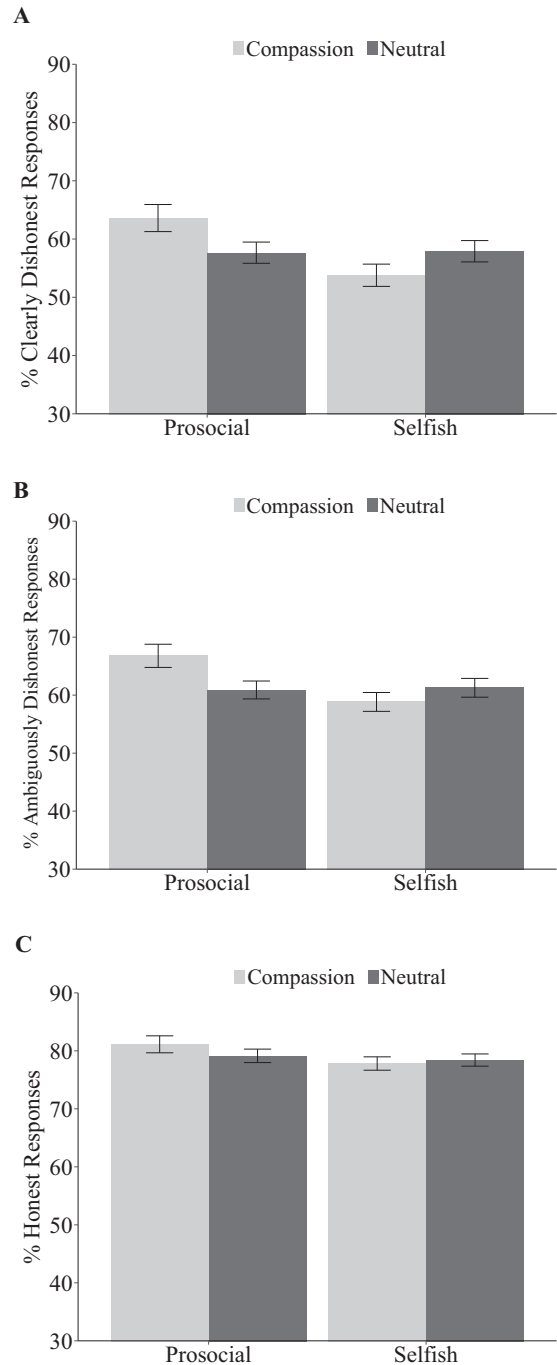 A
Compassion Neutral
% Clearly Dishonest Responses
90
80
70
60
50
40
30
Prosocial Selfish
B
Compassion Neutral
% Ambiguously Dishonest Responses
90
80
70
60
50
40
30
Prosocial Selfish
C
Compassion Neutral
% Honest Responses
90
80
70
60
50
40
30
Prosocial Selfish